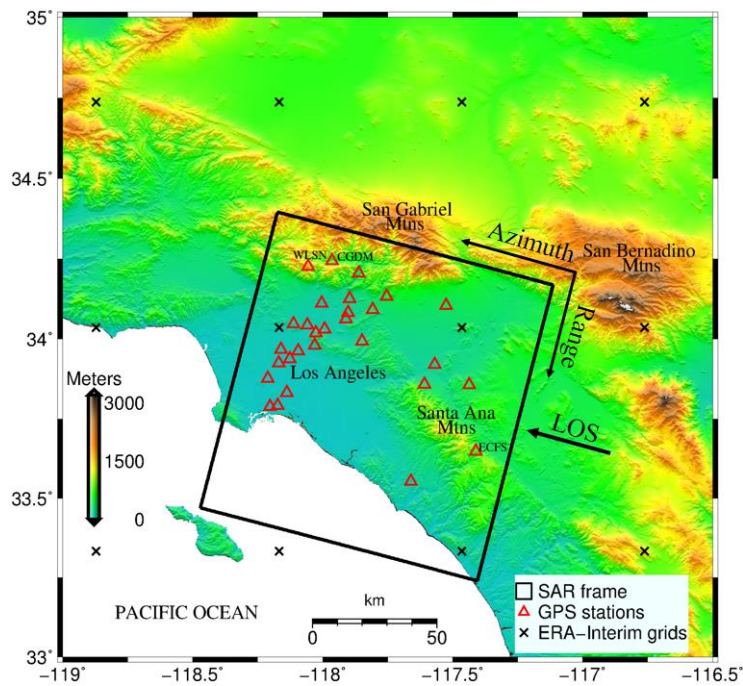 35°
34.5°
34°
33.5°
33°
San Gabriel
Mtns
Azimuth
San Bernadino
Mtns
WLSN
CGDM
Range
Meters
3000
1500
0
Los Angeles
Santa Ana
Mtns
LOS
ECFS
PACIFIC OCEAN
km
0
50
SAR frame
GPS stations
ERA-Interim grids
-119°
-118.5°
-118°
-117.5°
-117°
-116.5°